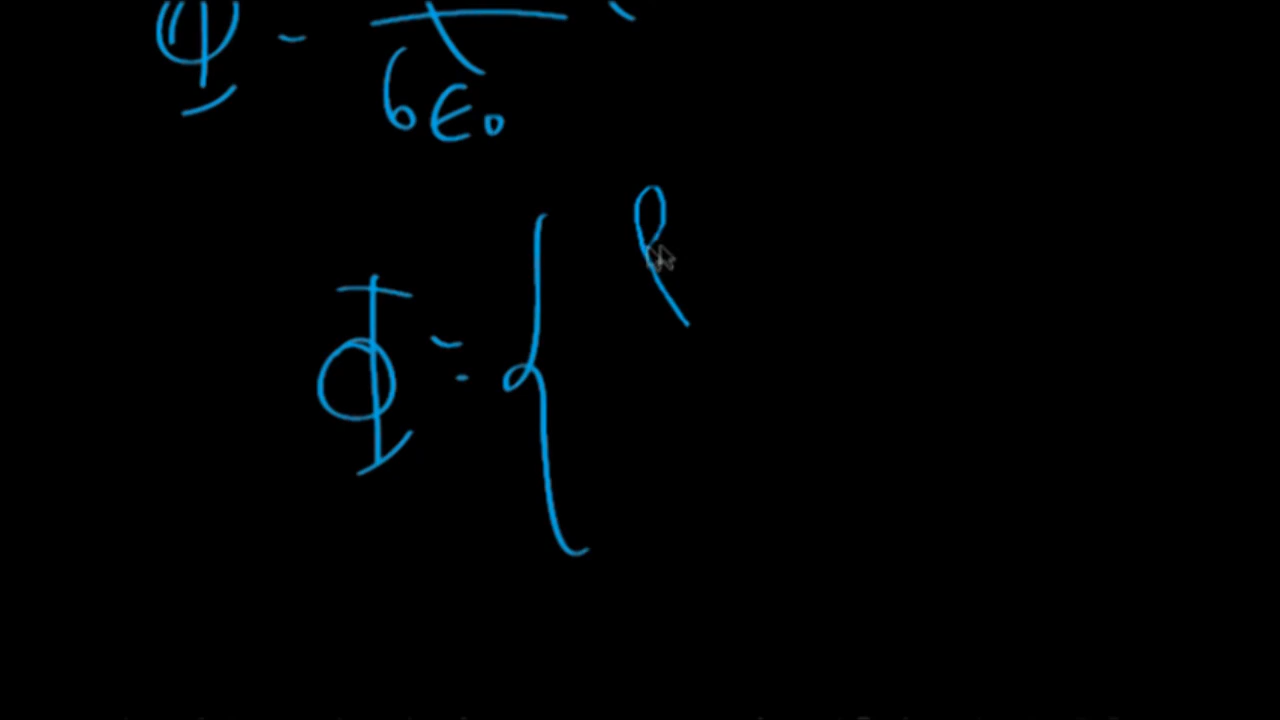 Φ -
6ε₀
Φ = { ρ